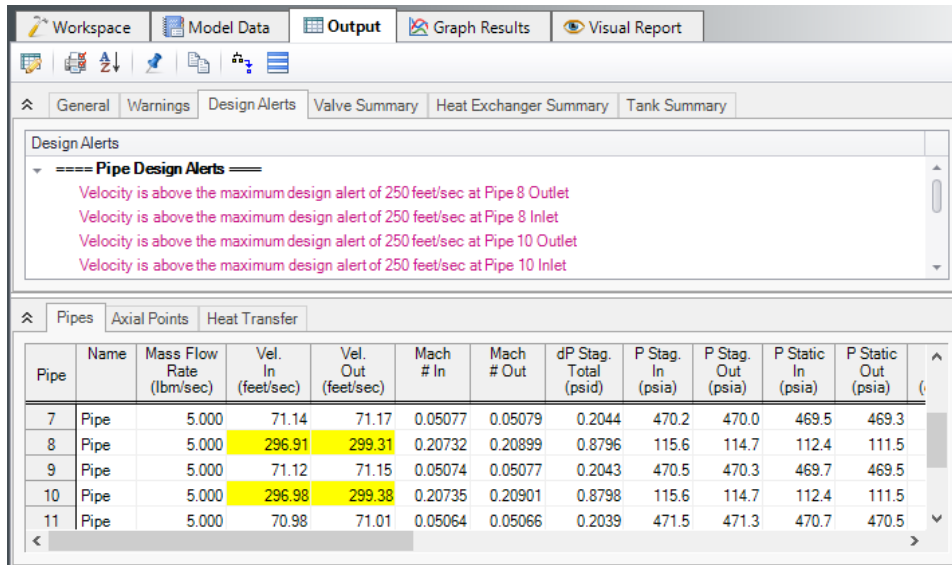 Workspace Model Data Output Graph Results Visual Report
General Warnings Design Alerts Valve Summary Heat Exchanger Summary Tank Summary
Design Alerts
==== Pipe Design Alerts ====
Velocity is above the maximum design alert of 250 feet/sec at Pipe 8 Outlet
Velocity is above the maximum design alert of 250 feet/sec at Pipe 8 Inlet
Velocity is above the maximum design alert of 250 feet/sec at Pipe 10 Outlet
Velocity is above the maximum design alert of 250 feet/sec at Pipe 10 Inlet
Pipes Axial Points Heat Transfer
Name Mass Flow Vel. Vel. Mach Mach dP Stag. P Stag. P Stag. P Static P Static
Pipe Rate In Out # In # Out Total In Out In Out
(lbm/sec) (feet/sec) (feet/sec) (psid) (psia) (psia) (psia) (psia) (
7 Pipe 5.000 71.14 71.17 0.05077 0.05079 0.2044 470.2 470.0 469.5 469.3
8 Pipe 5.000 296.91 299.31 0.20732 0.20899 0.8796 115.6 114.7 112.4 111.5
9 Pipe 5.000 71.12 71.15 0.05074 0.05077 0.2043 470.5 470.3 469.7 469.5
10 Pipe 5.000 296.98 299.38 0.20735 0.20901 0.8798 115.6 114.7 112.4 111.5
11 Pipe 5.000 70.98 71.01 0.05064 0.05066 0.2039 471.5 471.3 470.7 470.5